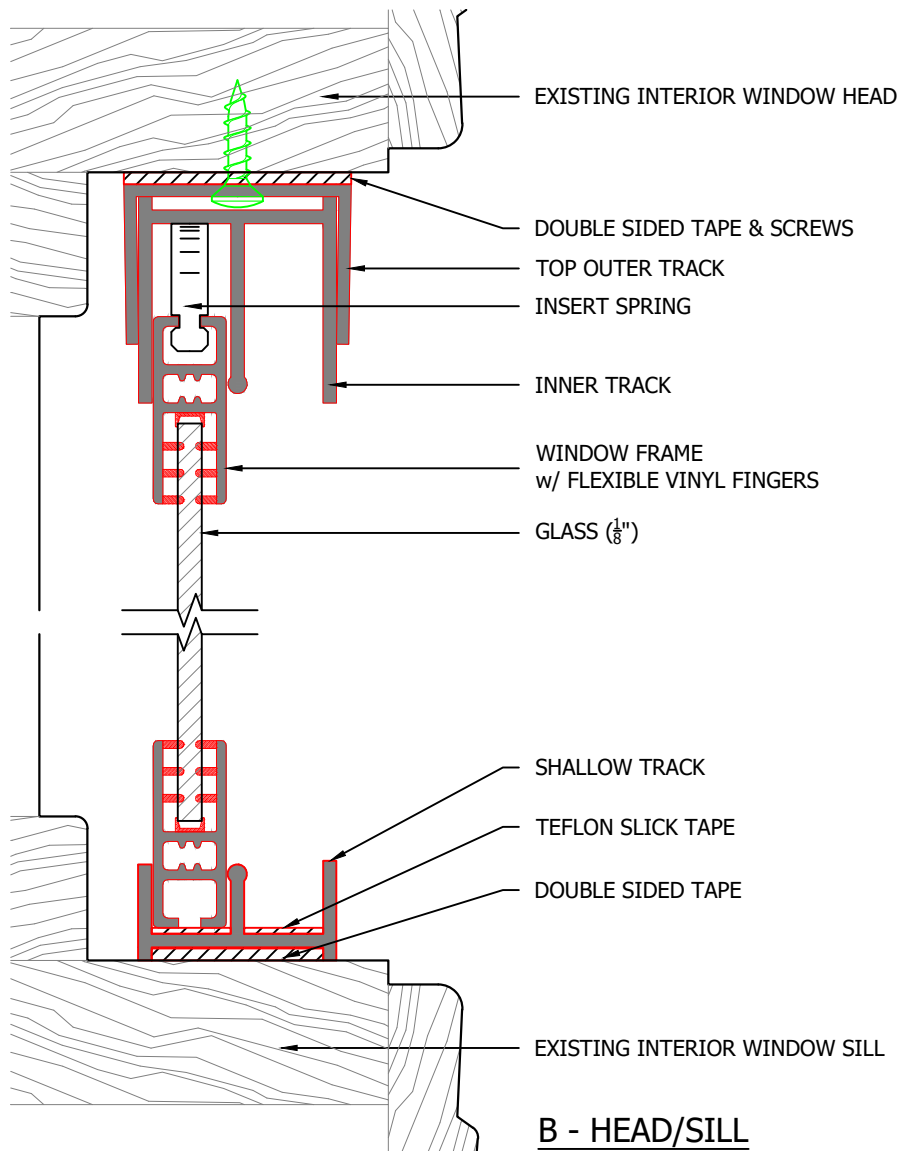 EXISTING INTERIOR WINDOW HEAD
DOUBLE SIDED TAPE & SCREWS
TOP OUTER TRACK
INSERT SPRING
INNER TRACK
WINDOW FRAME
w/ FLEXIBLE VINYL FINGERS
GLASS (1/8")
SHALLOW TRACK
TEFLON SLICK TAPE
DOUBLE SIDED TAPE
EXISTING INTERIOR WINDOW SILL
B - HEAD/SILL